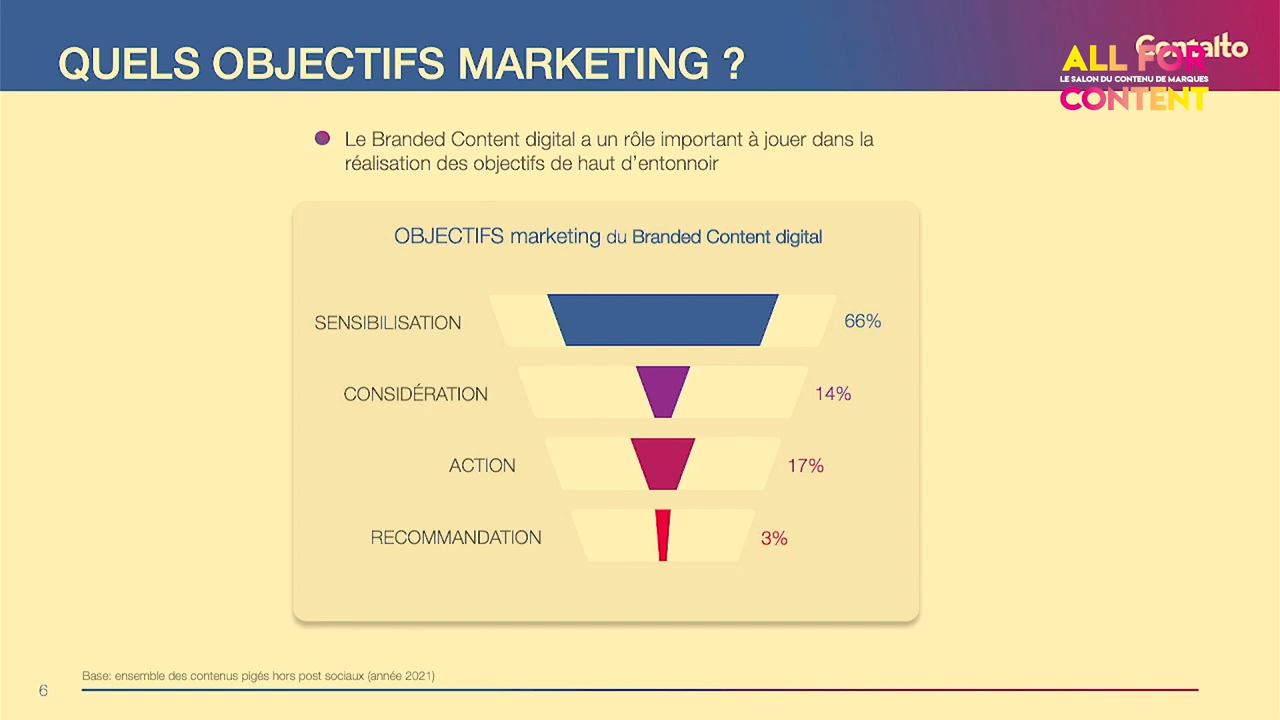 QUELS OBJECTIFS MARKETING ?
Contalto
ALL FOR
LE SALON DU CONTENU DE MARQUES
CONTENT
Le Branded Content digital a un rôle important à jouer dans la
réalisation des objectifs de haut d’entonnoir
OBJECTIFS marketing du Branded Content digital
SENSIBILISATION 66%
CONSIDÉRATION 14%
ACTION 17%
RECOMMANDATION 3%
Base: ensemble des contenus pigés hors post sociaux (année 2021)
6